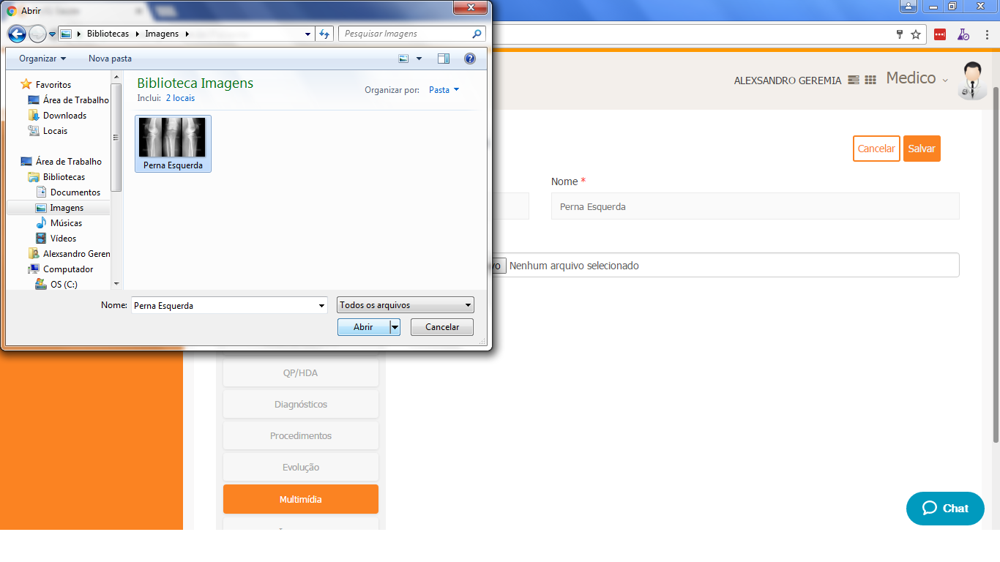 Abrir
Bibliotecas
Imagens
Pesquisar Imagens
Organizar
Nova pasta
Favoritos
Área de Trabalho
Downloads
Locais
Área de Trabalho
Bibliotecas
Documentos
Imagens
Músicas
Vídeos
Alexsandro Geren
Computador
OS (C:)
Biblioteca Imagens
Inclui: 2 locais
Organizar por: Pasta
Perna Esquerda
Nome: Perna Esquerda
Todos os arquivos
Abrir
Cancelar
ALEXSANDRO GEREMIA
Medico
Cancelar
Salvar
Nome *
Perna Esquerda
vo Nenhum arquivo selecionado
QP/HDA
Diagnósticos
Procedimentos
Evolução
Multimídia
Chat